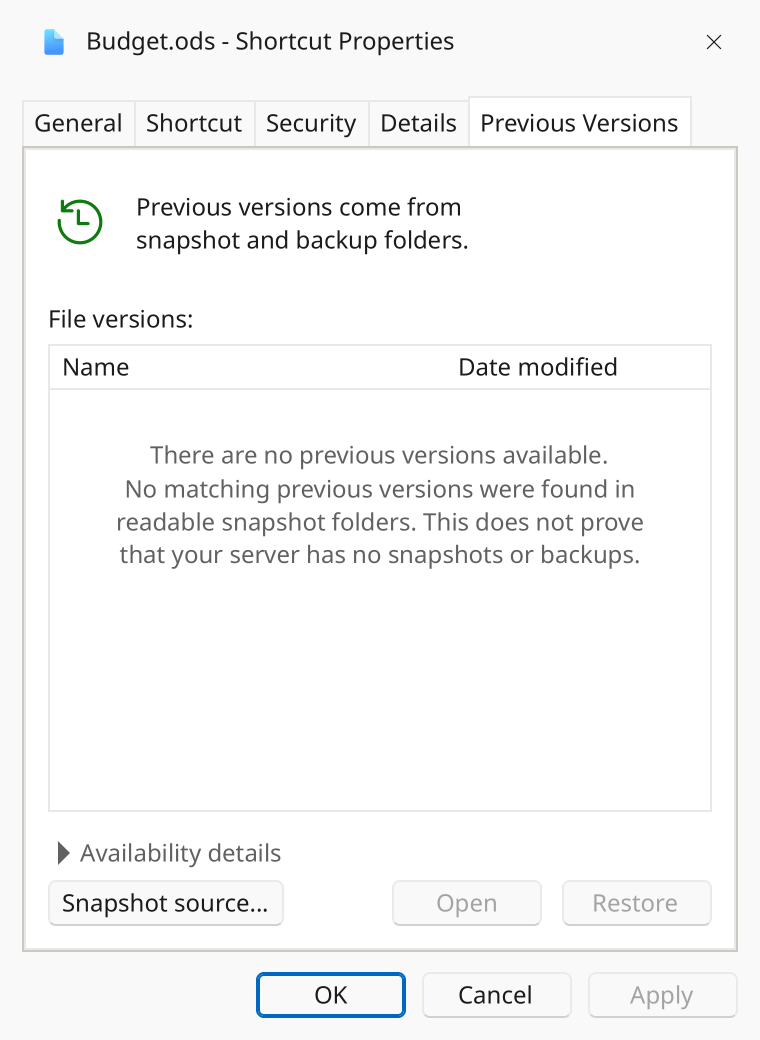 Budget.ods - Shortcut Properties
General Shortcut Security Details Previous Versions
Previous versions come from
snapshot and backup folders.
File versions:
Name Date modified
There are no previous versions available.
No matching previous versions were found in
readable snapshot folders. This does not prove
that your server has no snapshots or backups.
Availability details
Snapshot source... Open Restore
OK Cancel Apply